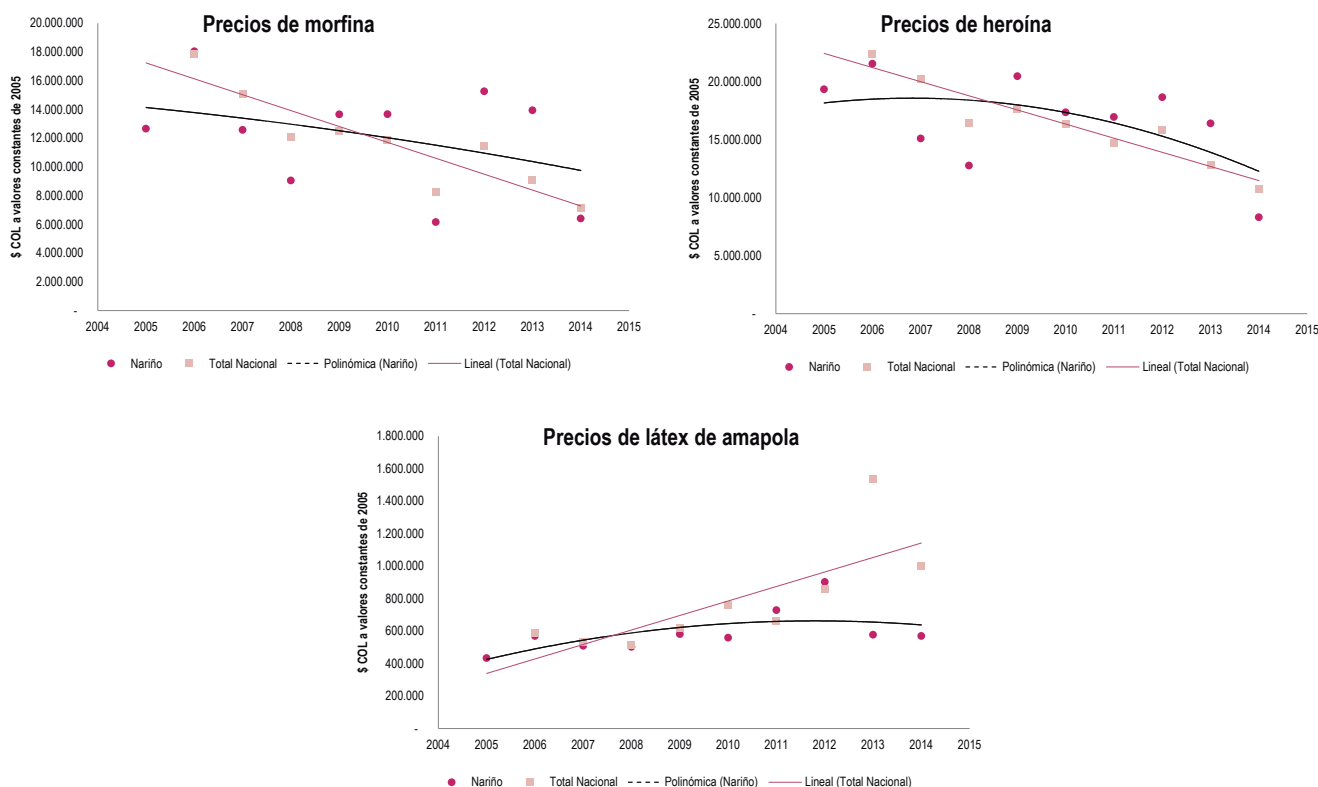 Precios de morfina
$ COL a valores constantes de 2005
20.000.000
18.000.000
16.000.000
14.000.000
12.000.000
10.000.000
8.000.000
6.000.000
4.000.000
2.000.000
-
2004 2005 2006 2007 2008 2009 2010 2011 2012 2013 2014 2015
Nariño Total Nacional Polinómica (Nariño) Lineal (Total Nacional)
Precios de heroína
$ COL a valores constantes de 2005
25.000.000
20.000.000
15.000.000
10.000.000
5.000.000
-
2004 2005 2006 2007 2008 2009 2010 2011 2012 2013 2014 2015
Nariño Total Nacional Polinómica (Nariño) Lineal (Total Nacional)
Precios de látex de amapola
$ COL a valores constantes de 2005
1.800.000
1.600.000
1.400.000
1.200.000
1.000.000
800.000
600.000
400.000
200.000
-
2004 2005 2006 2007 2008 2009 2010 2011 2012 2013 2014 2015
Nariño Total Nacional Polinómica (Nariño) Lineal (Total Nacional)